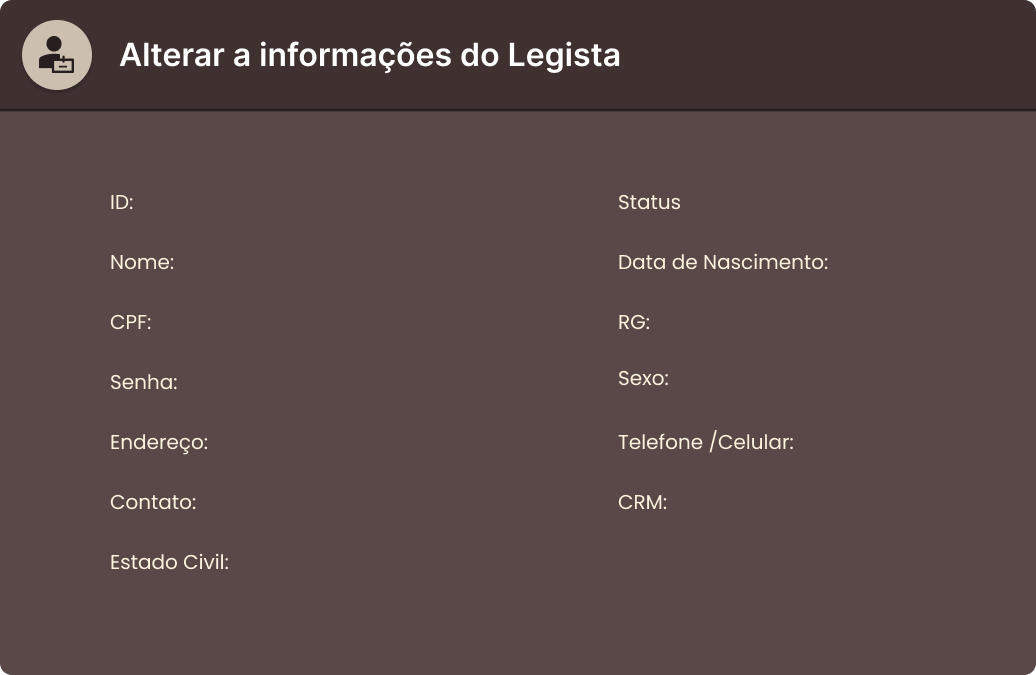 Alterar a informações do Legista
ID:
Status
Nome:
Data de Nascimento:
CPF:
RG:
Senha:
Sexo:
Endereço:
Telefone /Celular:
Contato:
CRM:
Estado Civil: